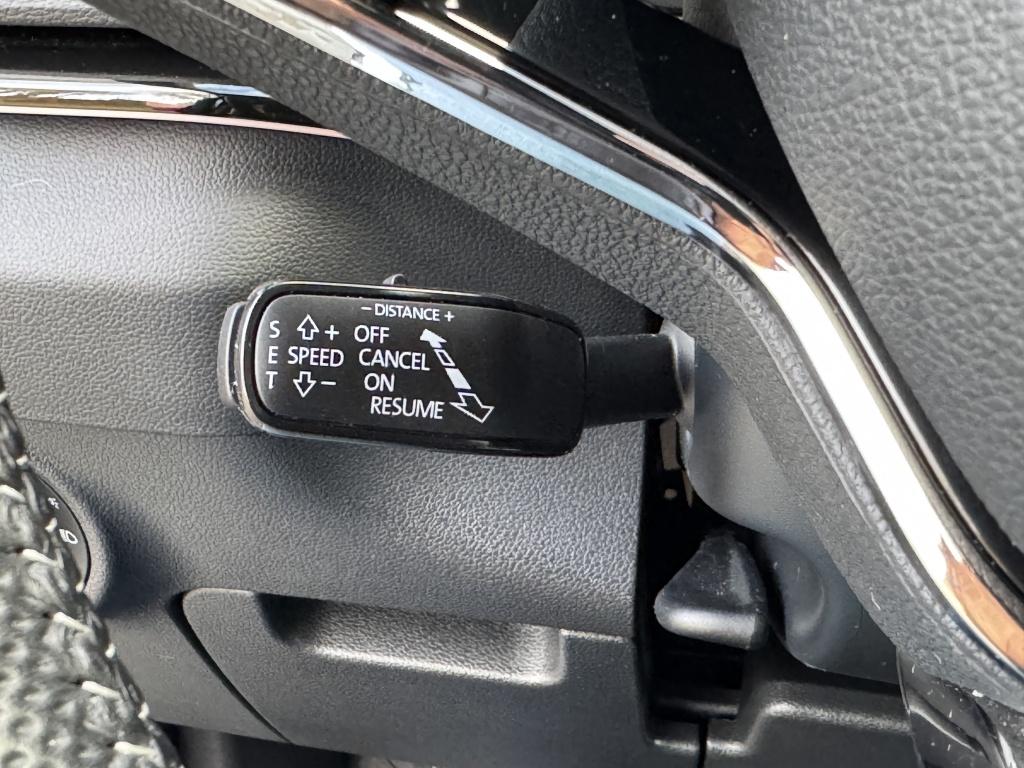 − DISTANCE +
S + OFF
E SPEED CANCEL
T − ON
RESUME